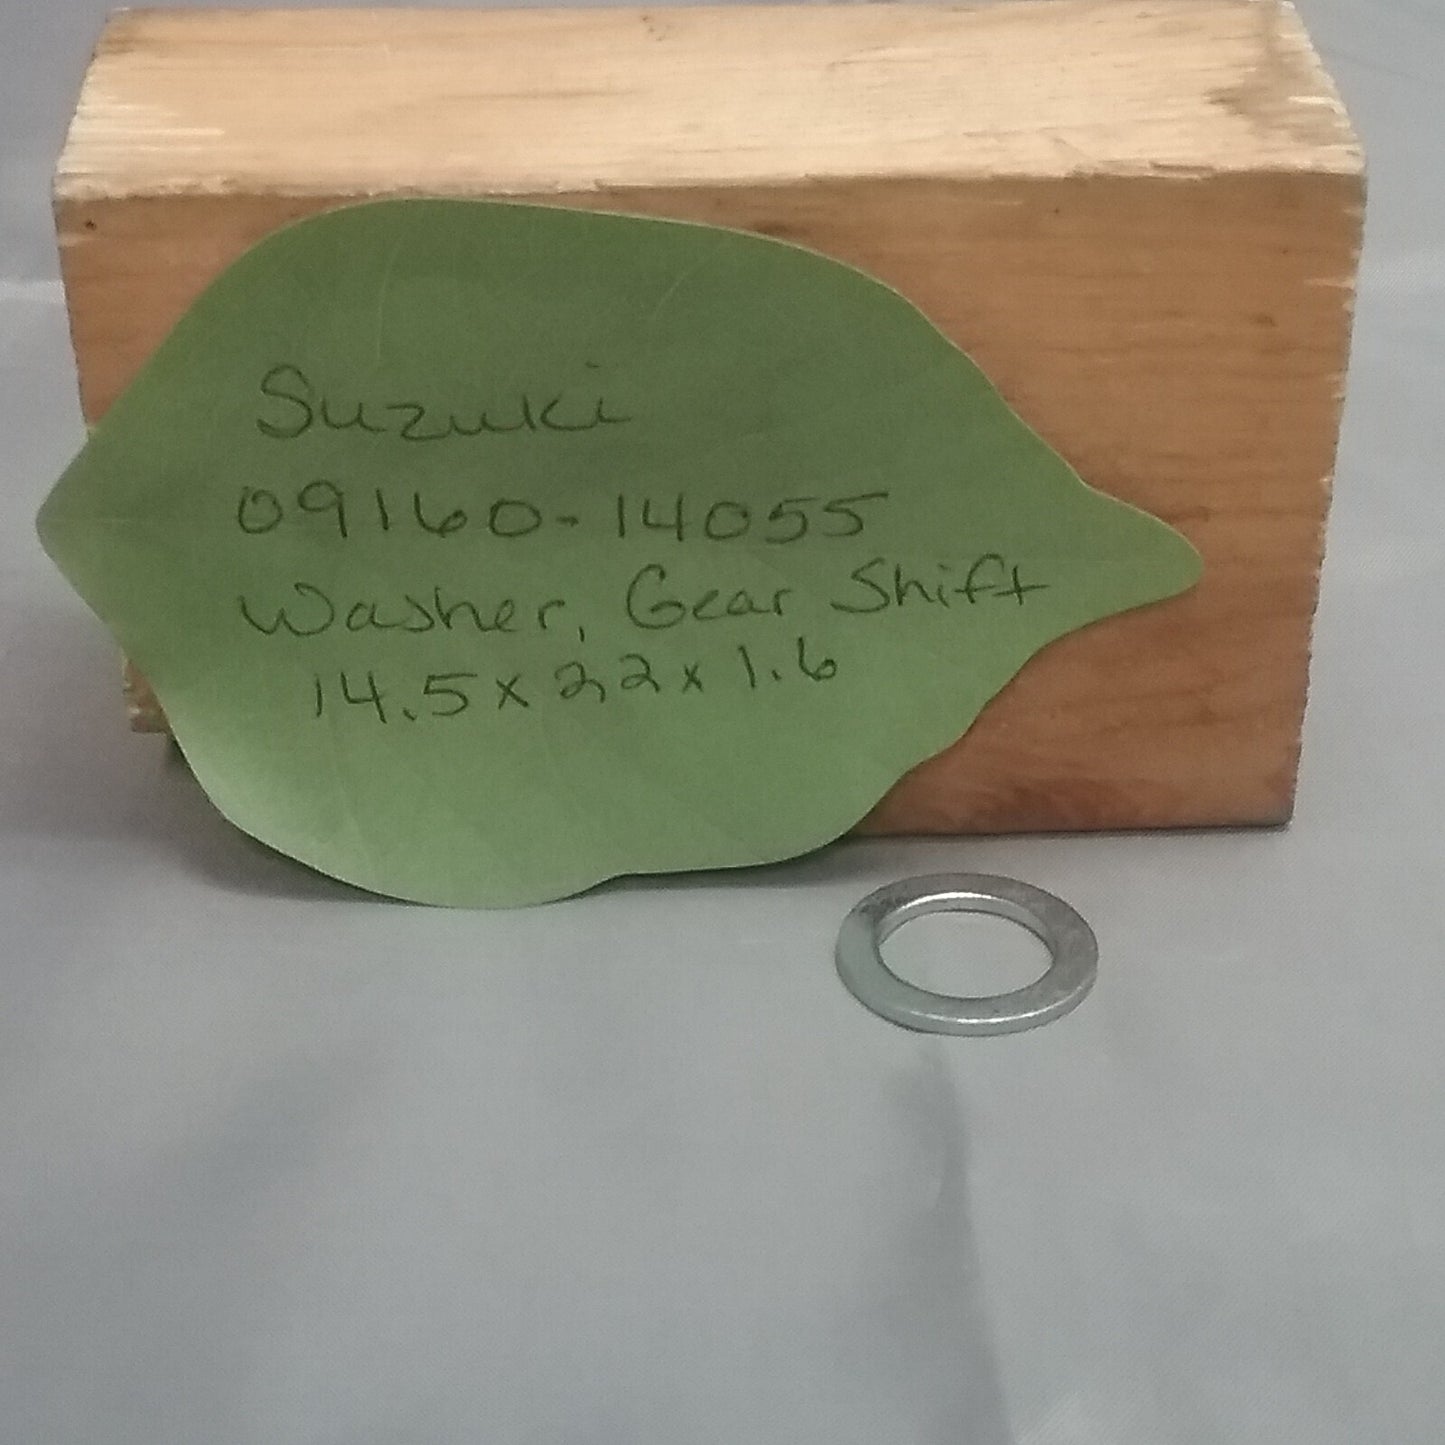 Suzuki
09160-14055
Washer, Gear Shift
14.5x22x1.6